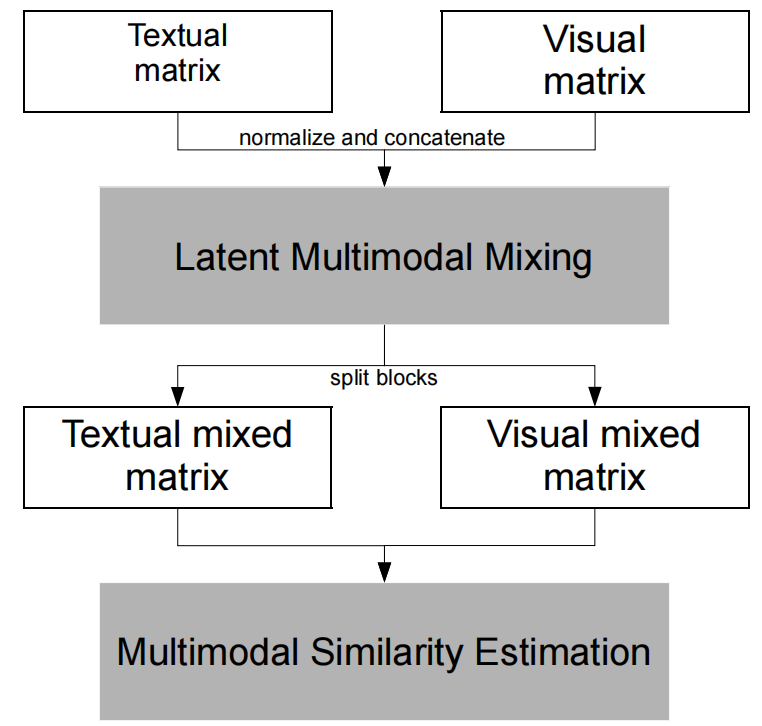 Textual
matrix
Visual
matrix
normalize and concatenate
Latent Multimodal Mixing
split blocks
Textual mixed
matrix
Visual mixed
matrix
Multimodal Similarity Estimation